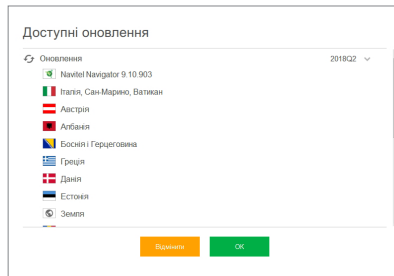 Доступні оновлення
Оновлення 2018Q2
Navitel Navigator 9.10.903
Італія, Сан-Марино, Ватикан
Австрія
Албанія
Боснія і Герцеговина
Греція
Данія
Естонія
Земля
Відмінити OK